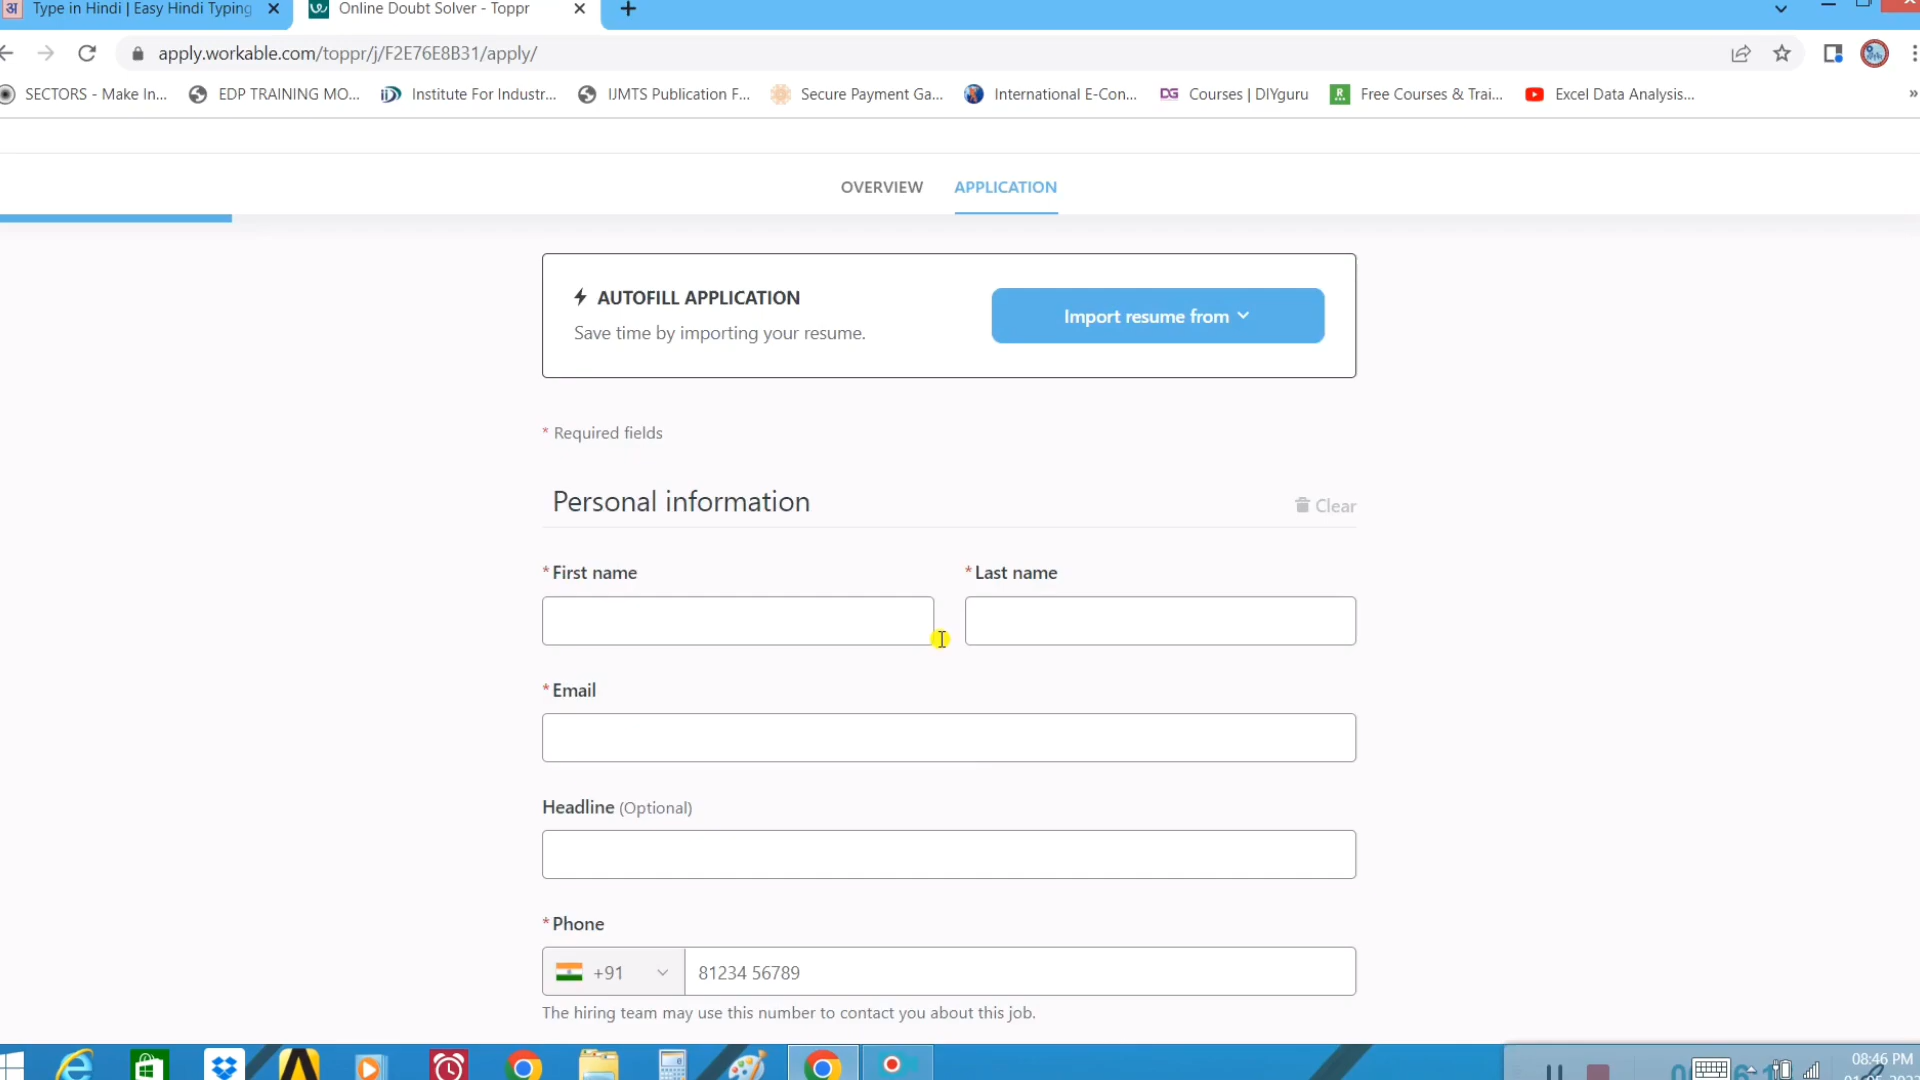 Type in Hindi | Easy Hindi Typing
Online Doubt Solver - Toppr
apply.workable.com/toppr/j/F2E76E8B31/apply/
SECTORS - Make In...
EDP TRAINING MO...
Institute For Industr...
IJMTS Publication F...
Secure Payment Ga...
International E-Con...
DG Courses | DIYguru
Free Courses & Trai...
Excel Data Analysis...
»
OVERVIEW
APPLICATION
AUTOFILL APPLICATION
Save time by importing your resume.
Import resume from
* Required fields
Personal information
Clear
*First name
*Last name
*Email
Headline (Optional)
*Phone
+91
81234 56789
The hiring team may use this number to contact you about this job.
08:46 PM